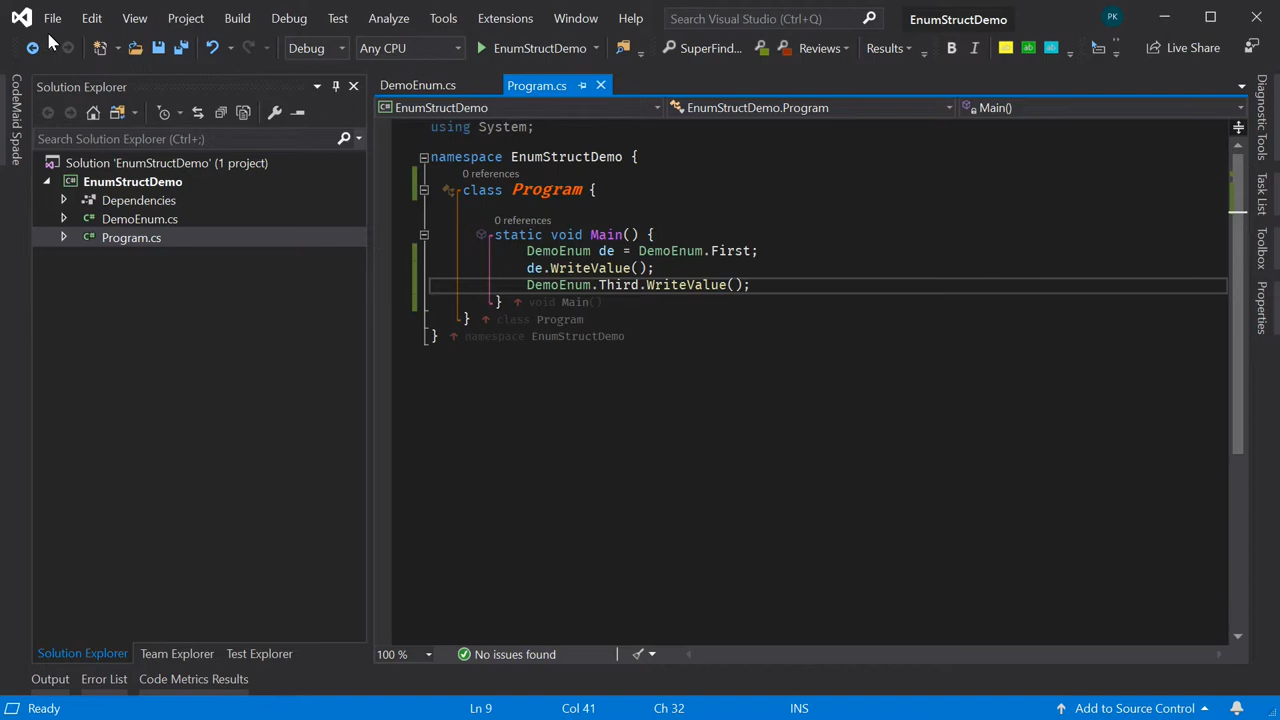 File Edit View Project Build Debug Test Analyze Tools Extensions Window Help Search Visual Studio (Ctrl+Q) EnumStructDemo PK
Debug Any CPU EnumStructDemo SuperFind... Reviews Results B I Live Share
CodeMaid Spade
Solution Explorer
Search Solution Explorer (Ctrl+;)
Solution 'EnumStructDemo' (1 project)
EnumStructDemo
Dependencies
DemoEnum.cs
Program.cs
Solution Explorer Team Explorer Test Explorer
DemoEnum.cs Program.cs
EnumStructDemo EnumStructDemo.Program Main()
using System;
namespace EnumStructDemo {
0 references
class Program {
0 references
static void Main() {
DemoEnum de = DemoEnum.First;
de.WriteValue();
DemoEnum.Third.WriteValue();
} void Main()
} class Program
} namespace EnumStructDemo
100 % No issues found
Diagnostic Tools
Task List
Toolbox
Properties
Output Error List Code Metrics Results
Ready Ln 9 Col 41 Ch 32 INS Add to Source Control